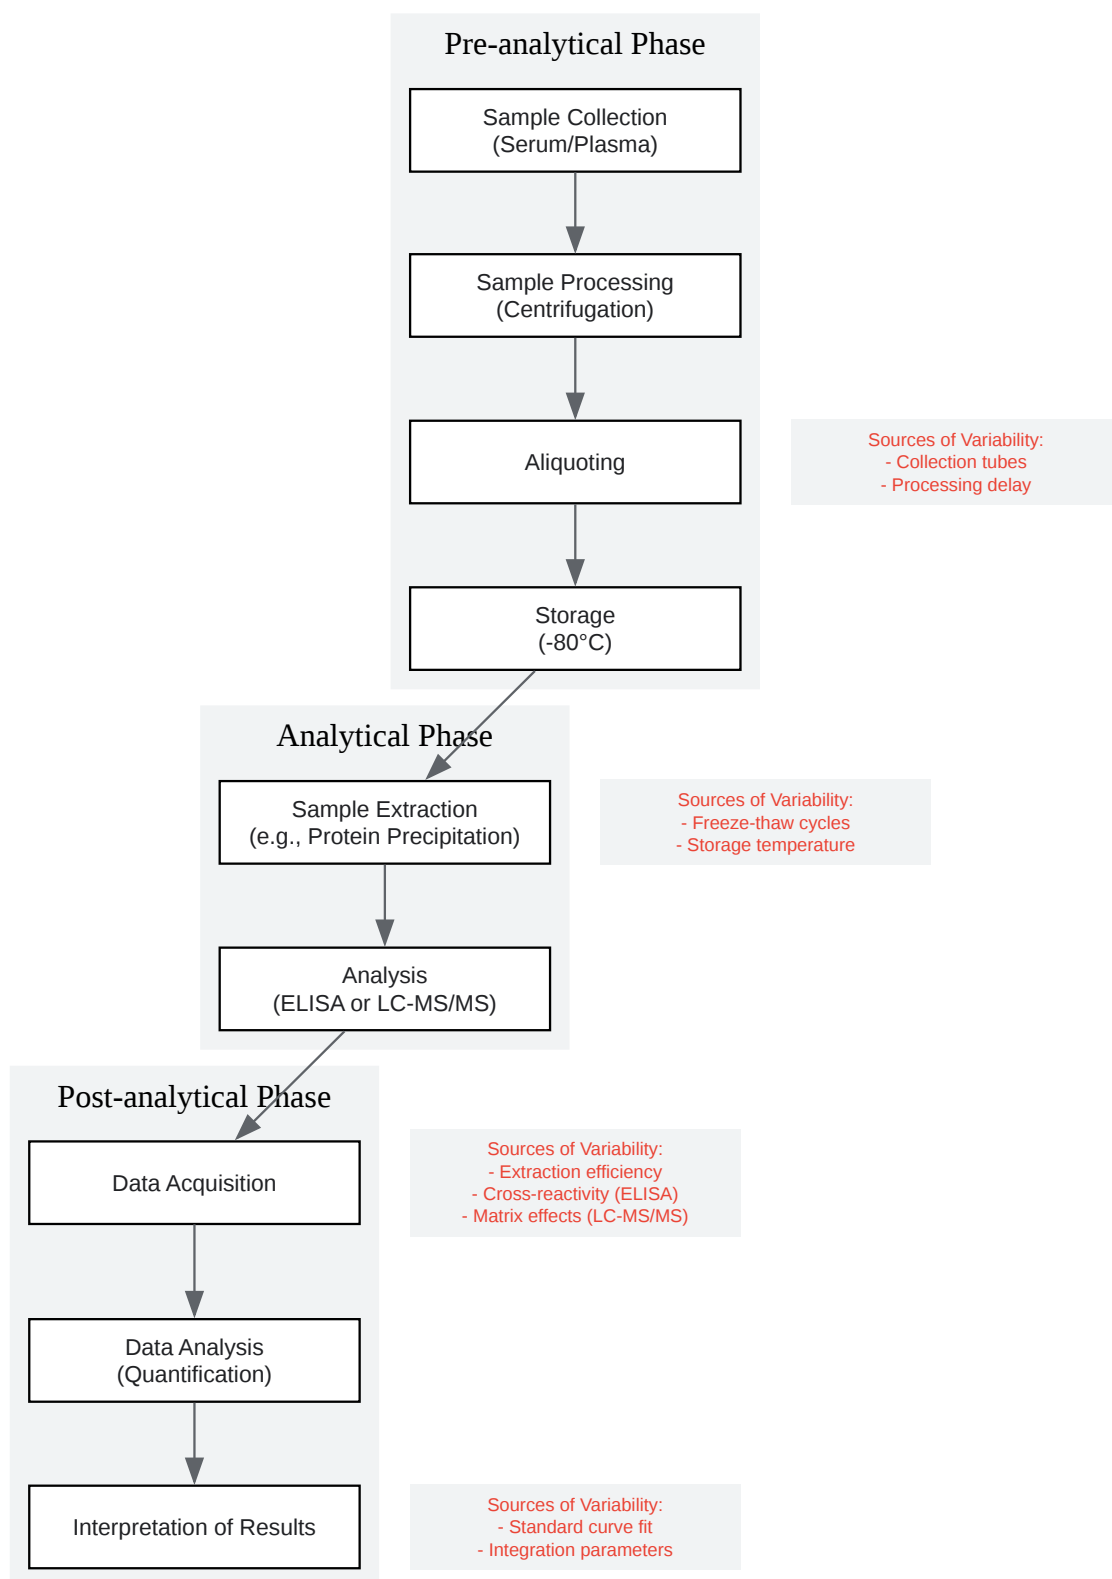 Pre-analytical Phase
Sample Collection
(Serum/Plasma)
Sample Processing
(Centrifugation)
Aliquoting
Sources of Variability:
- Collection tubes
- Processing delay
Storage
(-80°C)
Analytical Phase
Sample Extraction
(e.g., Protein Precipitation)
Sources of Variability:
- Freeze-thaw cycles
- Storage temperature
Analysis
(ELISA or LC-MS/MS)
Post-analytical Phase
Data Acquisition
Sources of Variability:
- Extraction efficiency
- Cross-reactivity (ELISA)
- Matrix effects (LC-MS/MS)
Data Analysis
(Quantification)
Interpretation of Results
Sources of Variability:
- Standard curve fit
- Integration parameters